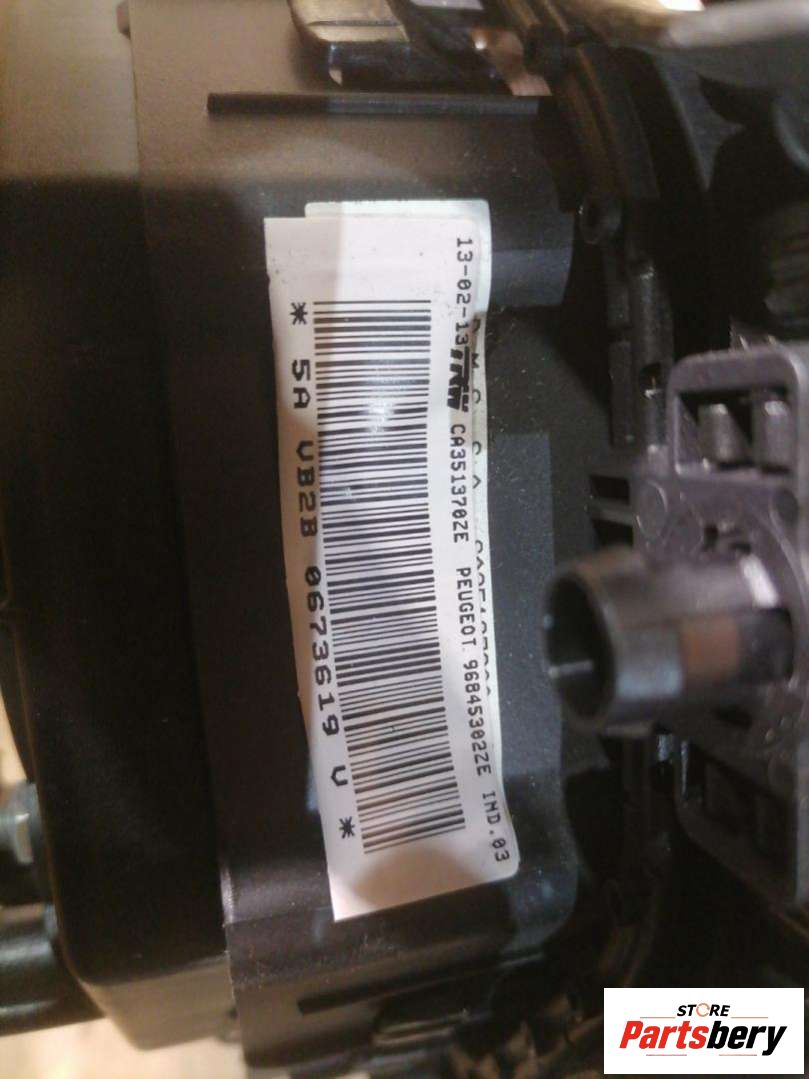 13-02-13 TRW CA3513702E PEUGEOT 96845302ZE IND.03
* 5A VB2B 0673619 V *
STORE
Partsbery